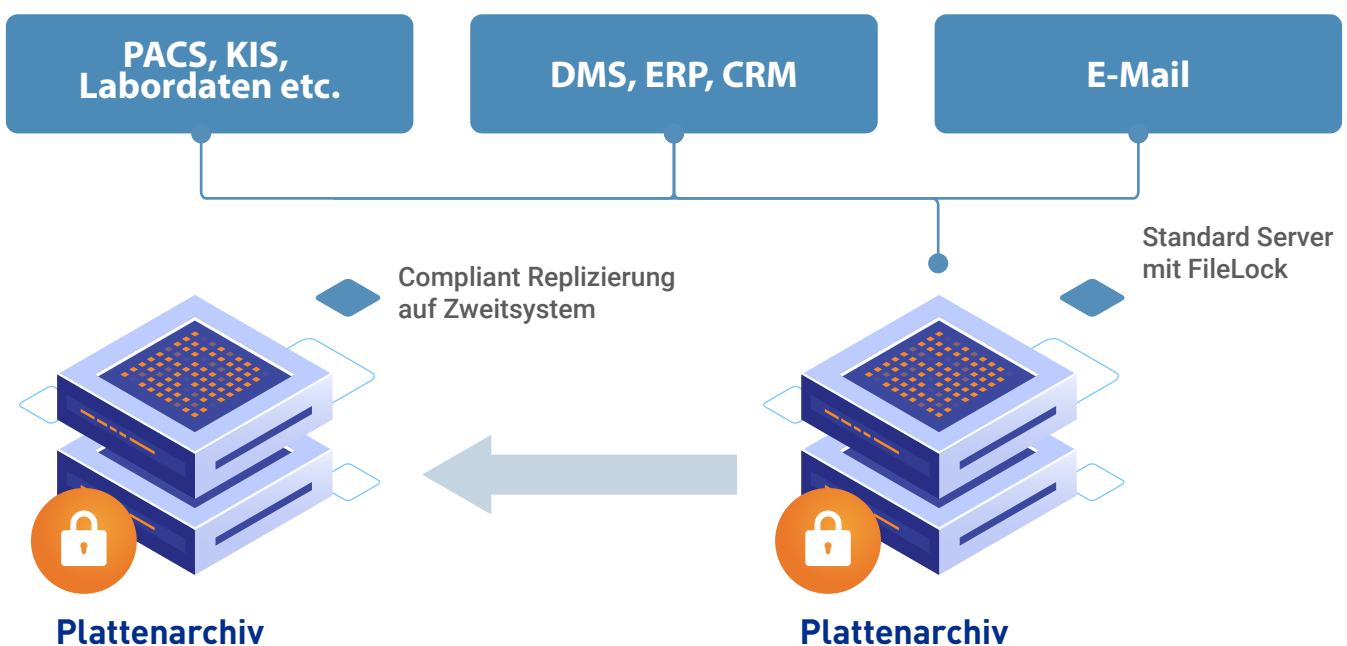 PACS, KIS,
Labordaten etc.
DMS, ERP, CRM
E-Mail
Standard Server
mit FileLock
Compliant Replizierung
auf Zweitsystem
Plattenarchiv
Plattenarchiv